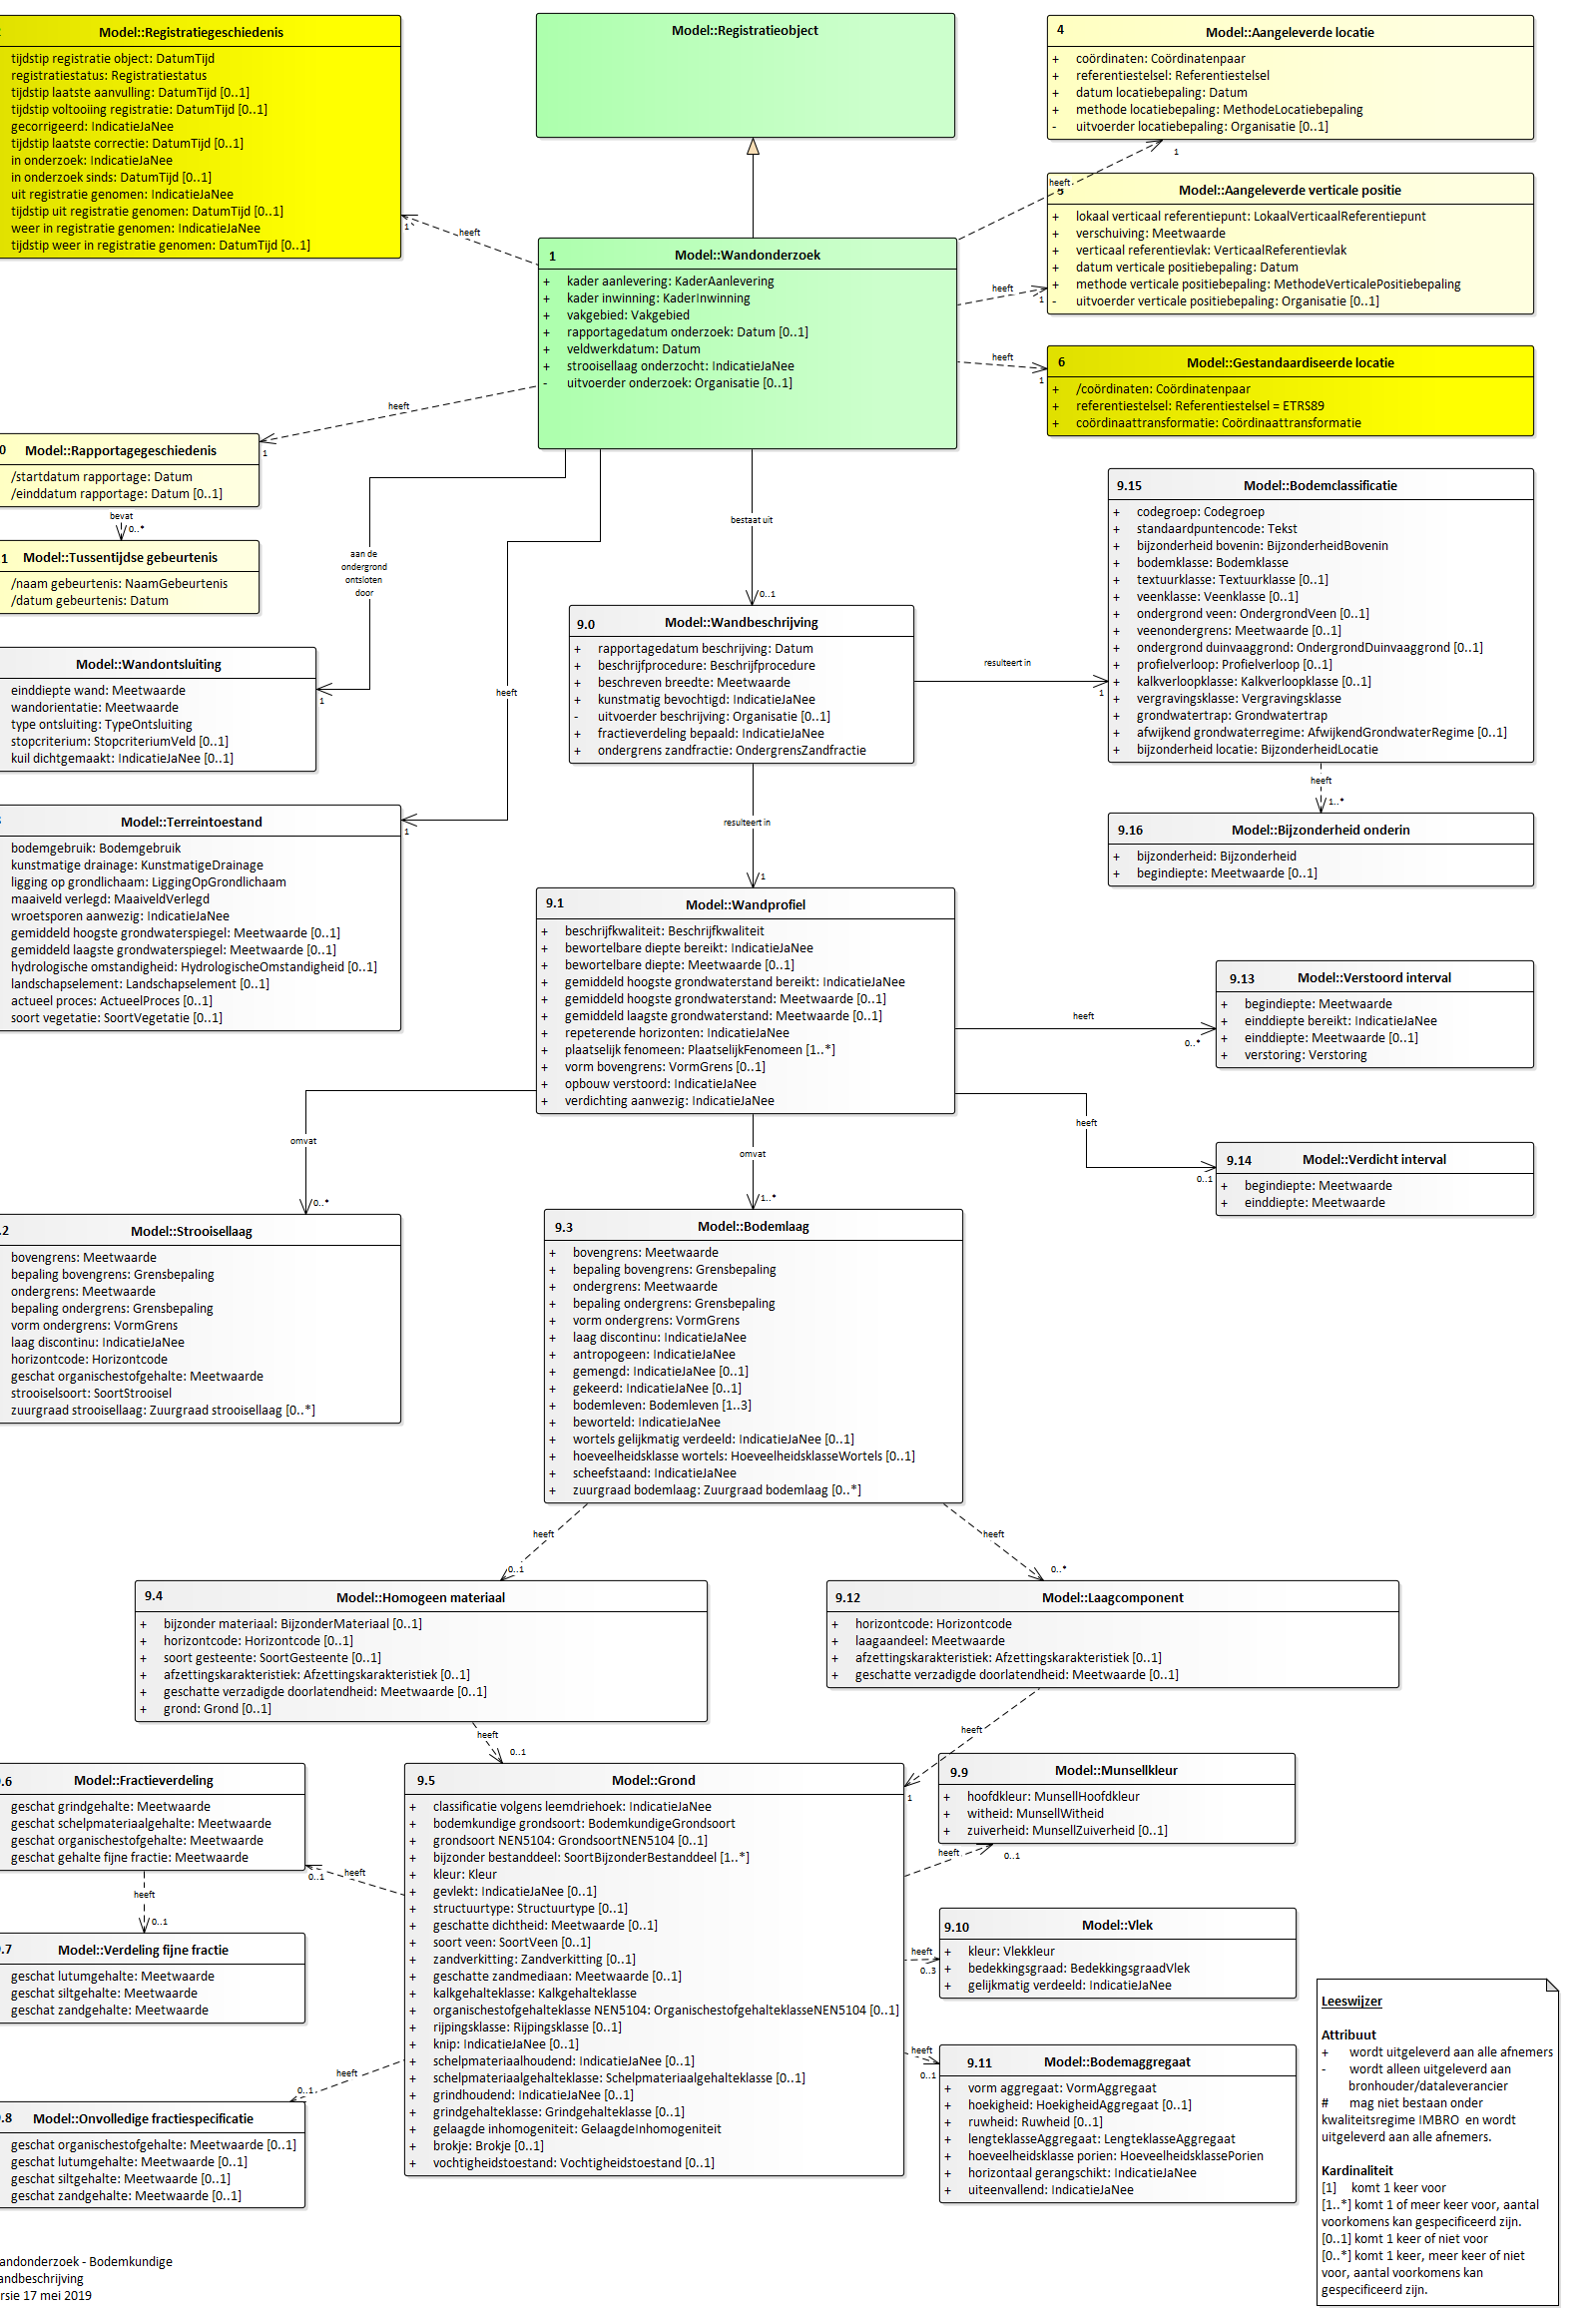 Model::Registratiegeschiedenis
tijdstip registratie object: DatumTijd
registratiestatus: Registratiestatus
tijdstip laatste aanvulling: DatumTijd [0..1]
tijdstip voltooiing registratie: DatumTijd [0..1]
gecorrigeerd: IndicatieJaNee
tijdstip laatste correctie: DatumTijd [0..1]
in onderzoek: IndicatieJaNee
in onderzoek sinds: DatumTijd [0..1]
uit registratie genomen: IndicatieJaNee
tijdstip uit registratie genomen: DatumTijd [0..1]
weer in registratie genomen: IndicatieJaNee
tijdstip weer in registratie genomen: DatumTijd [0..1]
Model::Registratieobject
4 Model::Aangeleverde locatie
+ coördinaten: Coördinatenpaar
+ referentiestelsel: Referentiestelsel
+ datum locatiebepaling: Datum
+ methode locatiebepaling: MethodeLocatiebepaling
- uitvoerder locatiebepaling: Organisatie [0..1]
1
heeft
5 Model::Aangeleverde verticale positie
+ lokaal verticaal referentiepunt: LokaalVerticaalReferentiepunt
+ verschuiving: Meetwaarde
+ verticaal referentievlak: VerticaalReferentievlak
+ datum verticale positiebepaling: Datum
+ methode verticale positiebepaling: MethodeVerticalePositiebepaling
- uitvoerder verticale positiebepaling: Organisatie [0..1]
heeft
1
heeft
1
1 Model::Wandonderzoek
+ kader aanlevering: KaderAanlevering
+ kader inwinning: KaderInwinning
+ vakgebied: Vakgebied
+ rapportagedatum onderzoek: Datum [0..1]
+ veldwerkdatum: Datum
+ strooisellaag onderzocht: IndicatieJaNee
- uitvoerder onderzoek: Organisatie [0..1]
heeft
1
6 Model::Gestandaardiseerde locatie
+ /coördinaten: Coördinatenpaar
+ referentiestelsel: Referentiestelsel = ETRS89
+ coördinaattransformatie: Coördinaattransformatie
heeft
1
0 Model::Rapportagegeschiedenis
/startdatum rapportage: Datum
/einddatum rapportage: Datum [0..1]
bevat
0..*
1 Model::Tussentijdse gebeurtenis
/naam gebeurtenis: NaamGebeurtenis
/datum gebeurtenis: Datum
aan de
ondergrond
ontsloten
door
1
bestaat uit
0..1
9.15 Model::Bodemclassificatie
+ codegroep: Codegroep
+ standaardpuntencode: Tekst
+ bijzonderheid bovenin: BijzonderheidBovenin
+ bodemklasse: Bodemklasse
+ textuurklasse: Textuurklasse [0..1]
+ veenklasse: Veenklasse [0..1]
+ ondergrond veen: OndergrondVeen [0..1]
+ veenondergrens: Meetwaarde [0..1]
+ ondergrond duinvaaggrond: OndergrondDuinvaaggrond [0..1]
+ profielverloop: Profielverloop [0..1]
+ kalkverloopklasse: Kalkverloopklasse [0..1]
+ vergravingsklasse: Vergravingsklasse
+ grondwatertrap: Grondwatertrap
+ afwijkend grondwaterregime: AfwijkendGrondwaterRegime [0..1]
+ bijzonderheid locatie: BijzonderheidLocatie
Model::Wandontsluiting
einddiepte wand: Meetwaarde
wandorientatie: Meetwaarde
type ontsluiting: TypeOntsluiting
stopcriterium: StopcriteriumVeld [0..1]
kuil dichtgemaakt: IndicatieJaNee [0..1]
9.0 Model::Wandbeschrijving
+ rapportagedatum beschrijving: Datum
+ beschrijfprocedure: Beschrijfprocedure
+ beschreven breedte: Meetwaarde
+ kunstmatig bevochtigd: IndicatieJaNee
- uitvoerder beschrijving: Organisatie [0..1]
+ fractieverdeling bepaald: IndicatieJaNee
+ ondergrens zandfractie: OndergrensZandfractie
resulteert in
1
heeft
1
heeft
1..*
9.16 Model::Bijzonderheid onderin
+ bijzonderheid: Bijzonderheid
+ begindiepte: Meetwaarde [0..1]
Model::Terreintoestand
bodemgebruik: Bodemgebruik
kunstmatige drainage: KunstmatigeDrainage
ligging op grondlichaam: LiggingOpGrondlichaam
maaiveld verlegd: MaaiveldVerlegd
wroetsporen aanwezig: IndicatieJaNee
gemiddeld hoogste grondwaterspiegel: Meetwaarde [0..1]
gemiddeld laagste grondwaterspiegel: Meetwaarde [0..1]
hydrologische omstandigheid: HydrologischeOmstandigheid [0..1]
landschapselement: Landschapselement [0..1]
actueel proces: ActueelProces [0..1]
soort vegetatie: SoortVegetatie [0..1]
resulteert in
1
9.1 Model::Wandprofiel
+ beschrijfkwaliteit: Beschrijfkwaliteit
+ bewortelbare diepte bereikt: IndicatieJaNee
+ bewortelbare diepte: Meetwaarde [0..1]
+ gemiddeld hoogste grondwaterstand bereikt: IndicatieJaNee
+ gemiddeld hoogste grondwaterstand: Meetwaarde [0..1]
+ gemiddeld laagste grondwaterstand: Meetwaarde [0..1]
+ repeterende horizonten: IndicatieJaNee
+ plaatselijk fenomeen: PlaatselijkFenomeen [1..*]
+ vorm bovengrens: VormGrens [0..1]
+ opbouw verstoord: IndicatieJaNee
+ verdichting aanwezig: IndicatieJaNee
heeft
0..*
9.13 Model::Verstoord interval
+ begindiepte: Meetwaarde
+ einddiepte bereikt: IndicatieJaNee
+ einddiepte: Meetwaarde [0..1]
+ verstoring: Verstoring
heeft
0..1
9.14 Model::Verdicht interval
+ begindiepte: Meetwaarde
+ einddiepte: Meetwaarde
omvat
0..*
omvat
1..*
.2 Model::Strooisellaag
bovengrens: Meetwaarde
bepaling bovengrens: Grensbepaling
ondergrens: Meetwaarde
bepaling ondergrens: Grensbepaling
vorm ondergrens: VormGrens
laag discontinu: IndicatieJaNee
horizontcode: Horizontcode
geschat organischestofgehalte: Meetwaarde
strooiselsoort: SoortStrooisel
zuurgraad strooisellaag: Zuurgraad strooisellaag [0..*]
9.3 Model::Bodemlaag
+ bovengrens: Meetwaarde
+ bepaling bovengrens: Grensbepaling
+ ondergrens: Meetwaarde
+ bepaling ondergrens: Grensbepaling
+ vorm ondergrens: VormGrens
+ laag discontinu: IndicatieJaNee
+ antropogeen: IndicatieJaNee
+ gemengd: IndicatieJaNee [0..1]
+ gekeerd: IndicatieJaNee [0..1]
+ bodemleven: Bodemleven [1..3]
+ beworteld: IndicatieJaNee
+ wortels gelijkmatig verdeeld: IndicatieJaNee [0..1]
+ hoeveelheidsklasse wortels: HoeveelheidsklasseWortels [0..1]
+ scheefstaand: IndicatieJaNee
+ zuurgraad bodemlaag: Zuurgraad bodemlaag [0..*]
heeft
0..1
heeft
0..*
9.4 Model::Homogeen materiaal
+ bijzonder materiaal: BijzonderMateriaal [0..1]
+ horizontcode: Horizontcode [0..1]
+ soort gesteente: SoortGesteente [0..1]
+ afzettingskarakteristiek: Afzettingskarakteristiek [0..1]
+ geschatte verzadigde doorlatendheid: Meetwaarde [0..1]
+ grond: Grond [0..1]
9.12 Model::Laagcomponent
+ horizontcode: Horizontcode
+ laagaandeel: Meetwaarde
+ afzettingskarakteristiek: Afzettingskarakteristiek [0..1]
+ geschatte verzadigde doorlatendheid: Meetwaarde [0..1]
heeft
0..1
heeft
1
.6 Model::Fractieverdeling
geschat grindgehalte: Meetwaarde
geschat schelpmateriaalgehalte: Meetwaarde
geschat organischestofgehalte: Meetwaarde
geschat gehalte fijne fractie: Meetwaarde
heeft
0..1
heeft
0..1
.7 Model::Verdeling fijne fractie
geschat lutumgehalte: Meetwaarde
geschat siltgehalte: Meetwaarde
geschat zandgehalte: Meetwaarde
heeft
0..1
.8 Model::Onvolledige fractiespecificatie
geschat organischestofgehalte: Meetwaarde [0..1]
geschat lutumgehalte: Meetwaarde [0..1]
geschat siltgehalte: Meetwaarde [0..1]
geschat zandgehalte: Meetwaarde [0..1]
9.5 Model::Grond
+ classificatie volgens leemdriehoek: IndicatieJaNee
+ bodemkundige grondsoort: BodemkundigeGrondsoort
+ grondsoort NEN5104: GrondsoortNEN5104 [0..1]
+ bijzonder bestanddeel: SoortBijzonderBestanddeel [1..*]
+ kleur: Kleur
+ gevlekt: IndicatieJaNee [0..1]
+ structuurtype: Structuurtype [0..1]
+ geschatte dichtheid: Meetwaarde [0..1]
+ soort veen: SoortVeen [0..1]
+ zandverkitting: Zandverkitting [0..1]
+ geschatte zandmediaan: Meetwaarde [0..1]
+ kalkgehalteklasse: Kalkgehalteklasse
+ organischestofgehalteklasse NEN5104: OrganischestofgehalteklasseNEN5104 [0..1]
+ rijpingsklasse: Rijpingsklasse [0..1]
+ knip: IndicatieJaNee [0..1]
+ schelpmateriaalhoudend: IndicatieJaNee [0..1]
+ schelpmateriaalgehalteklasse: Schelpmateriaalgehalteklasse [0..1]
+ grindhoudend: IndicatieJaNee [0..1]
+ grindgehalteklasse: Grindgehalteklasse [0..1]
+ gelaagde inhomogeniteit: GelaagdeInhomogeniteit
+ brokje: Brokje [0..1]
+ vochtigheidstoestand: Vochtigheidstoestand [0..1]
9.9 Model::Munsellkleur
+ hoofdkleur: MunsellHoofdkleur
+ witheid: MunsellWitheid
+ zuiverheid: MunsellZuiverheid [0..1]
heeft
0..1
9.10 Model::Vlek
+ kleur: Vlekkleur
+ bedekkingsgraad: BedekkingsgraadVlek
+ gelijkmatig verdeeld: IndicatieJaNee
heeft
0..3
9.11 Model::Bodemaggregaat
+ vorm aggregaat: VormAggregaat
+ hoekigheid: HoekigheidAggregaat [0..1]
+ ruwheid: Ruwheid [0..1]
+ lengteklasseAggregaat: LengteklasseAggregaat
+ hoeveelheidsklasse porien: HoeveelheidsklassePorien
+ horizontaal gerangschikt: IndicatieJaNee
+ uiteenvallend: IndicatieJaNee
heeft
0..1
Leeswijzer
Attribuut
+ wordt uitgeleverd aan alle afnemers
- wordt alleen uitgeleverd aan
bronhouder/dataleverancier
# mag niet bestaan onder
kwaliteitsregime IMBRO en wordt
uitgeleverd aan alle afnemers.
Kardinaliteit
[1] komt 1 keer voor
[1..*] komt 1 of meer keer voor, aantal
voorkomens kan gespecificeerd zijn.
[0..1] komt 1 keer of niet voor
[0..*] komt 1 keer, meer keer of niet
voor, aantal voorkomens kan
gespecificeerd zijn.
andonderzoek - Bodemkundige
andbeschrijving
rsie 17 mei 2019